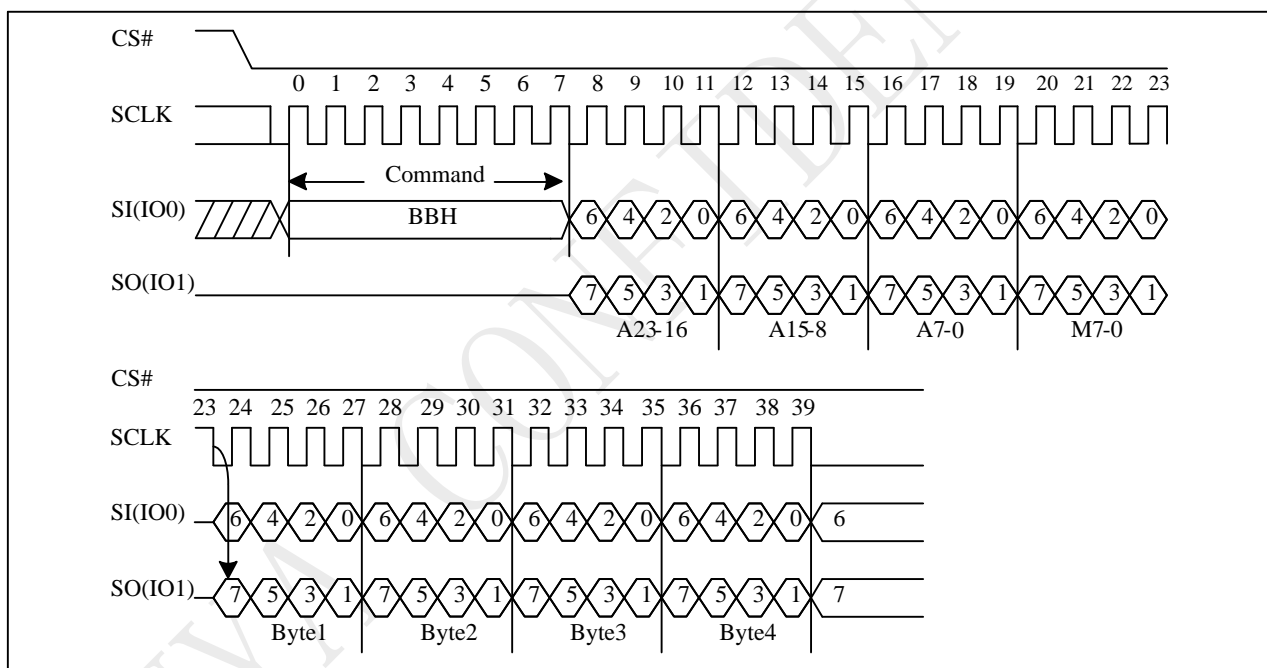 CS#
0 1 2 3 4 5 6 7 8 9 10 11 12 13 14 15 16 17 18 19 20 21 22 23
SCLK
Command
SI(IO0) BBH 6 4 2 0 6 4 2 0 6 4 2 0 6 4 2 0
SO(IO1) 7 5 3 1 7 5 3 1 7 5 3 1 7 5 3 1
A23-16 A15-8 A7-0 M7-0
CS#
23 24 25 26 27 28 29 30 31 32 33 34 35 36 37 38 39
SCLK
SI(IO0) 6 4 2 0 6 4 2 0 6 4 2 0 6 4 2 0 6
SO(IO1) 7 5 3 1 7 5 3 1 7 5 3 1 7 5 3 1 7
Byte1 Byte2 Byte3 Byte4